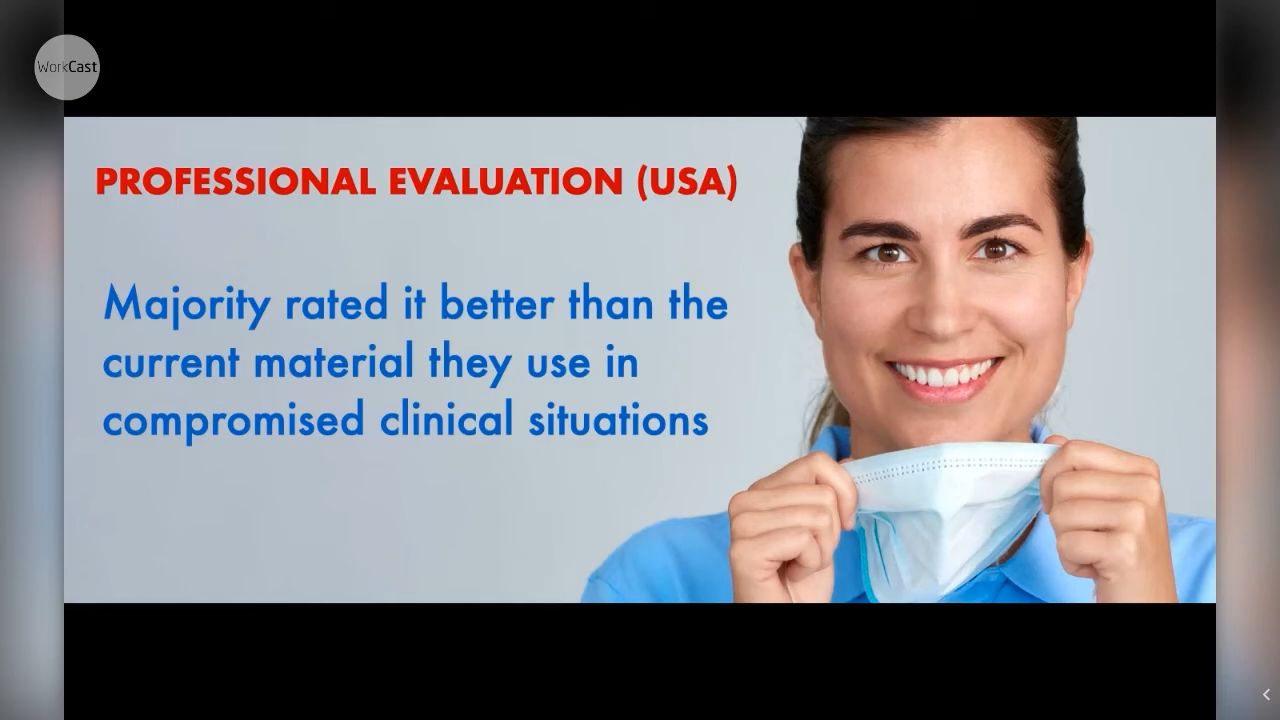 WorkCast
PROFESSIONAL EVALUATION (USA)
Majority rated it better than the
current material they use in
compromised clinical situations